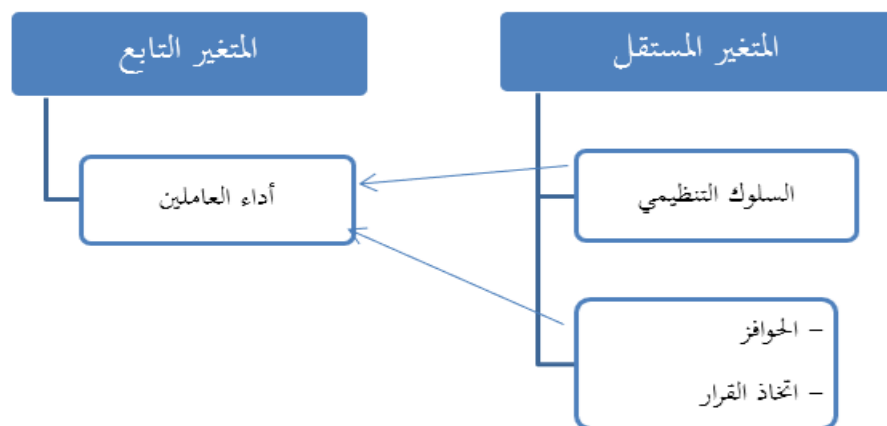 المتغير المستقل
المتغير التابع
السلوك التنظيمي
أداء العاملين
- الحوافز
- اتخاذ القرار